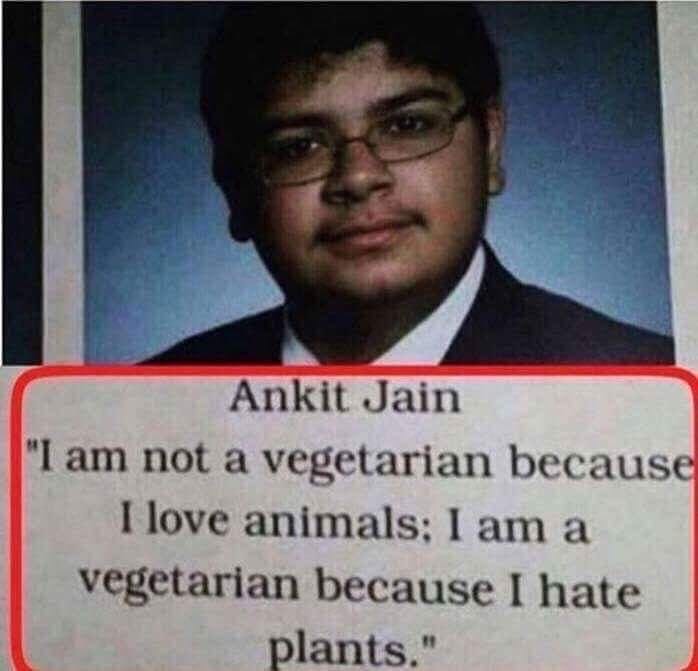 Ankit Jain
"I am not a vegetarian because
I love animals; I am a
vegetarian because I hate
plants."